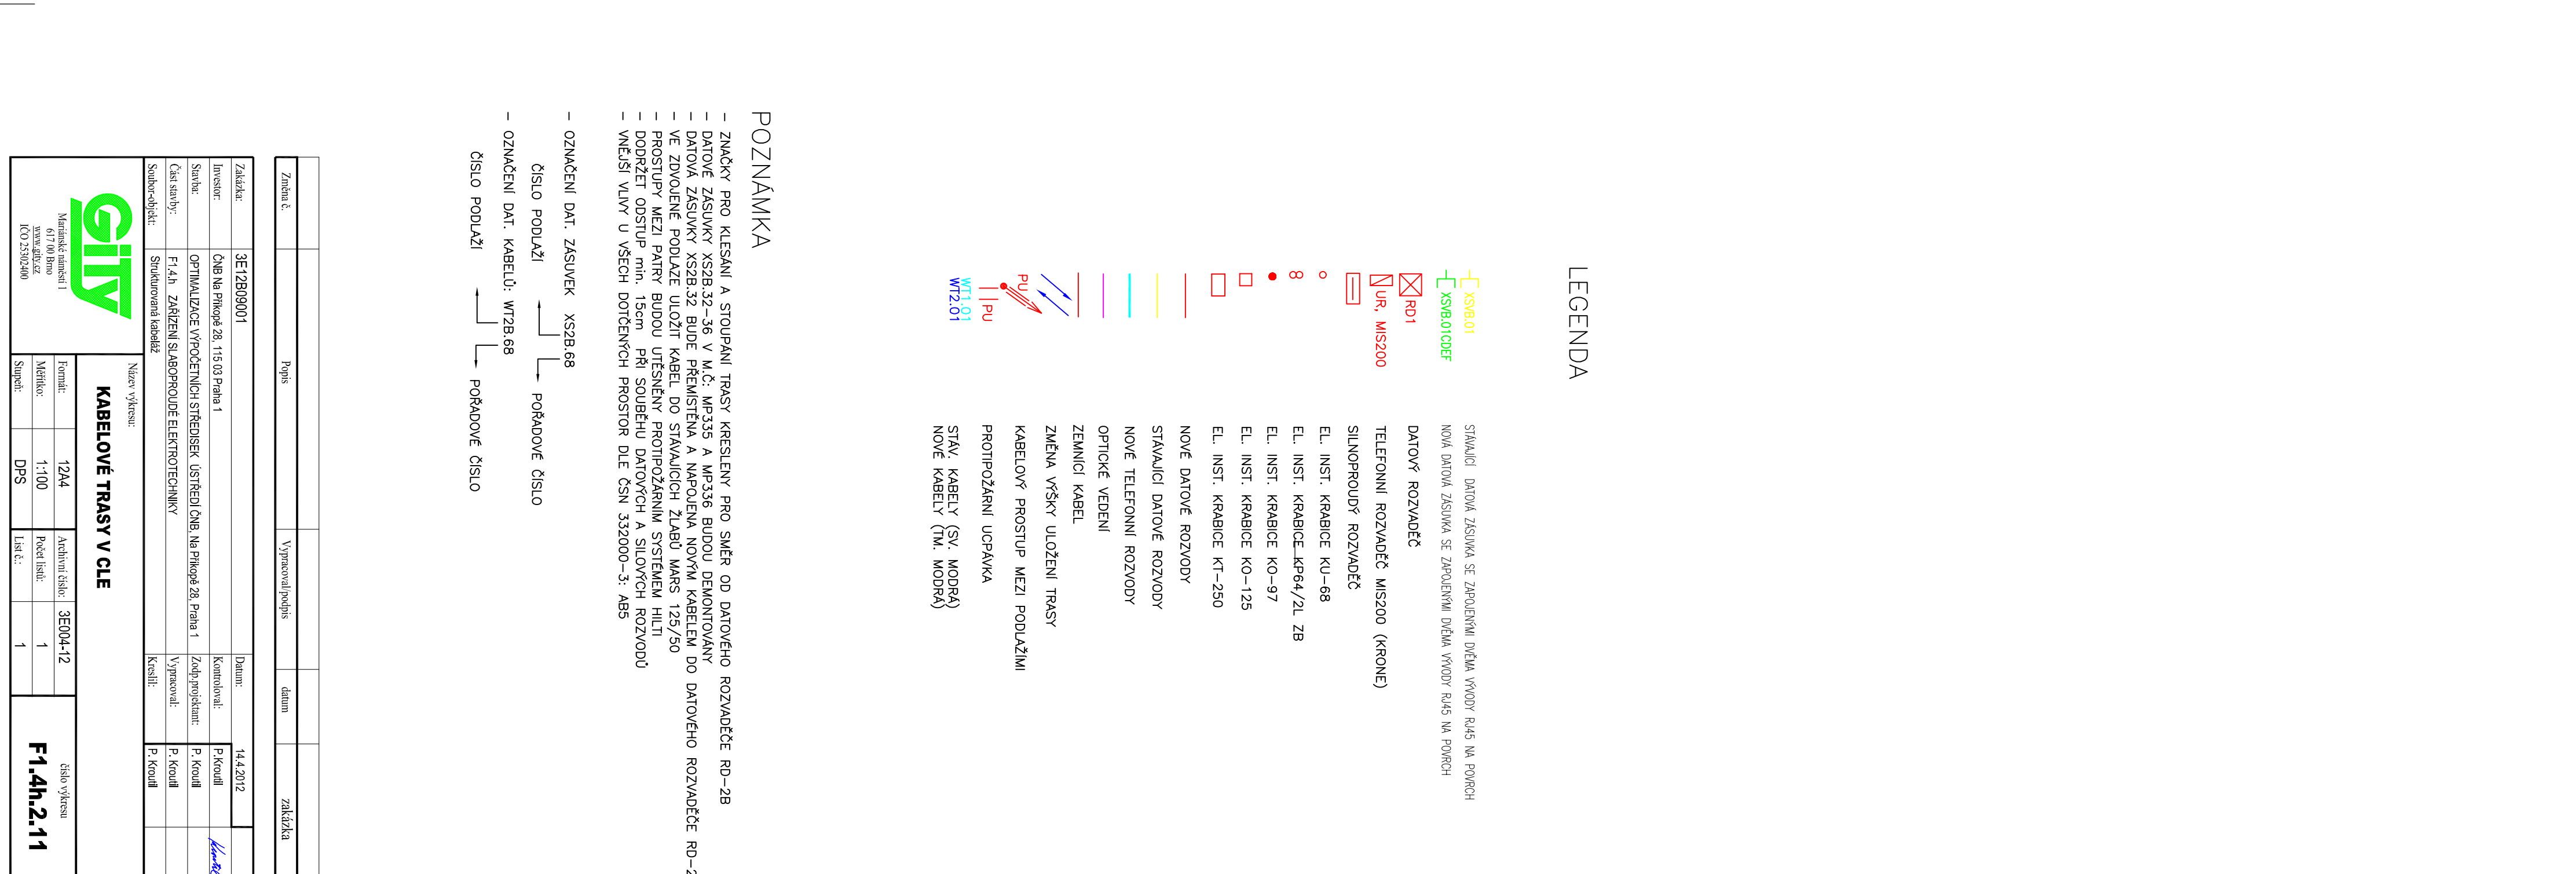 LEGENDA
XSVB.01 STÁVAJÍCÍ DATOVÁ ZÁSUVKA SE ZAPOJENÝMI DVĚMA VÝVODY RJ45 NA POVRCH
XSVB.01CDEF NOVÁ DATOVÁ ZÁSUVKA SE ZAPOJENÝMI DVĚMA VÝVODY RJ45 NA POVRCH
RD1 DATOVÝ ROZVADĚČ
UR, MIS200 TELEFONNÍ ROZVADĚČ MIS200 (KRONE)
SILNOPROUDÝ ROZVADĚČ
EL. INST. KRABICE KU-68
EL. INST. KRABICE KP64/2L ZB
EL. INST. KRABICE KO-97
EL. INST. KRABICE KO-125
EL. INST. KRABICE KT-250
NOVÉ DATOVÉ ROZVODY
STÁVAJÍCÍ DATOVÉ ROZVODY
NOVÉ TELEFONNÍ ROZVODY
OPTICKÉ VEDENÍ
ZEMNÍCÍ KABEL
ZMĚNA VÝŠKY ULOŽENÍ TRASY
PU KABELOVÝ PROSTUP MEZI PODLAŽÍMI
PU PROTIPOŽÁRNÍ UCPÁVKA
WT1.01 STÁV. KABELY (SV. MODRÁ)
WT2.01 NOVÉ KABELY (TM. MODRÁ)
POZNÁMKA
- ZNAČKY PRO KLESÁNÍ A STOUPÁNÍ TRASY KRESLENY PRO SMĚR OD DATOVÉHO ROZVADĚČE RD-2B
- DATOVÉ ZÁSUVKY XS2B.32-36 V M.Č: MP335 A MP336 BUDOU DEMONTOVÁNY
- DATOVÁ ZÁSUVKY XS2B.32 BUDE PŘEMÍSTĚNA A NAPOJENA NOVÝM KABELEM DO DATOVÉHO ROZVADĚČE RD-2
- VE ZDVOJENÉ PODLAZE ULOŽIT KABEL DO STÁVAJÍCÍCH ŽLABŮ MARS 125/50
- PROSTUPY MEZI PATRY BUDOU UTĚSNĚNY PROTIPOŽÁRNÍM SYSTÉMEM HILTI
- DODRŽET ODSTUP min. 15cm PŘI SOUBĚHU DATOVÝCH A SILOVÝCH ROZVODŮ
- VNĚJŠÍ VLIVY U VŠECH DOTČENÝCH PROSTOR DLE ČSN 332000-3: AB5
- OZNAČENÍ DAT. ZÁSUVEK XS2B.68
ČÍSLO PODLAŽÍ POŘADOVÉ ČÍSLO
- OZNAČENÍ DAT. KABELŮ: WT2B.68
ČÍSLO PODLAŽÍ POŘADOVÉ ČÍSLO
Změna č. Popis Vypracoval/podpis datum zakázka
Zakázka: 3E12B09001 Datum: 14.4.2012
Investor: ČNB Na Příkopě 28, 115 03 Praha 1 Kontroloval: P.Kroutil
Stavba: OPTIMALIZACE VÝPOČETNÍCH STŘEDISEK ÚSTŘEDÍ ČNB, Na Příkopě 28, Praha 1 Zodp.projektant: P. Kroutil
Část stavby: F1.4.h ZAŘÍZENÍ SLABOPROUDÉ ELEKTROTECHNIKY Vypracoval: P. Kroutil
Soubor-objekt: Strukturovaná kabeláž Kreslil: P. Kroutil
GiTy
Mariánské náměstí 1
617 00 Brno
www.gity.cz
IČO 25302400
Název výkresu:
KABELOVÉ TRASY V CLE
Formát: 12A4 Archivní číslo: 3E004-12
Měřítko: 1:100 Počet listů: 1
Stupeň: DPS List č.: 1
číslo výkresu
F1.4h.2.11